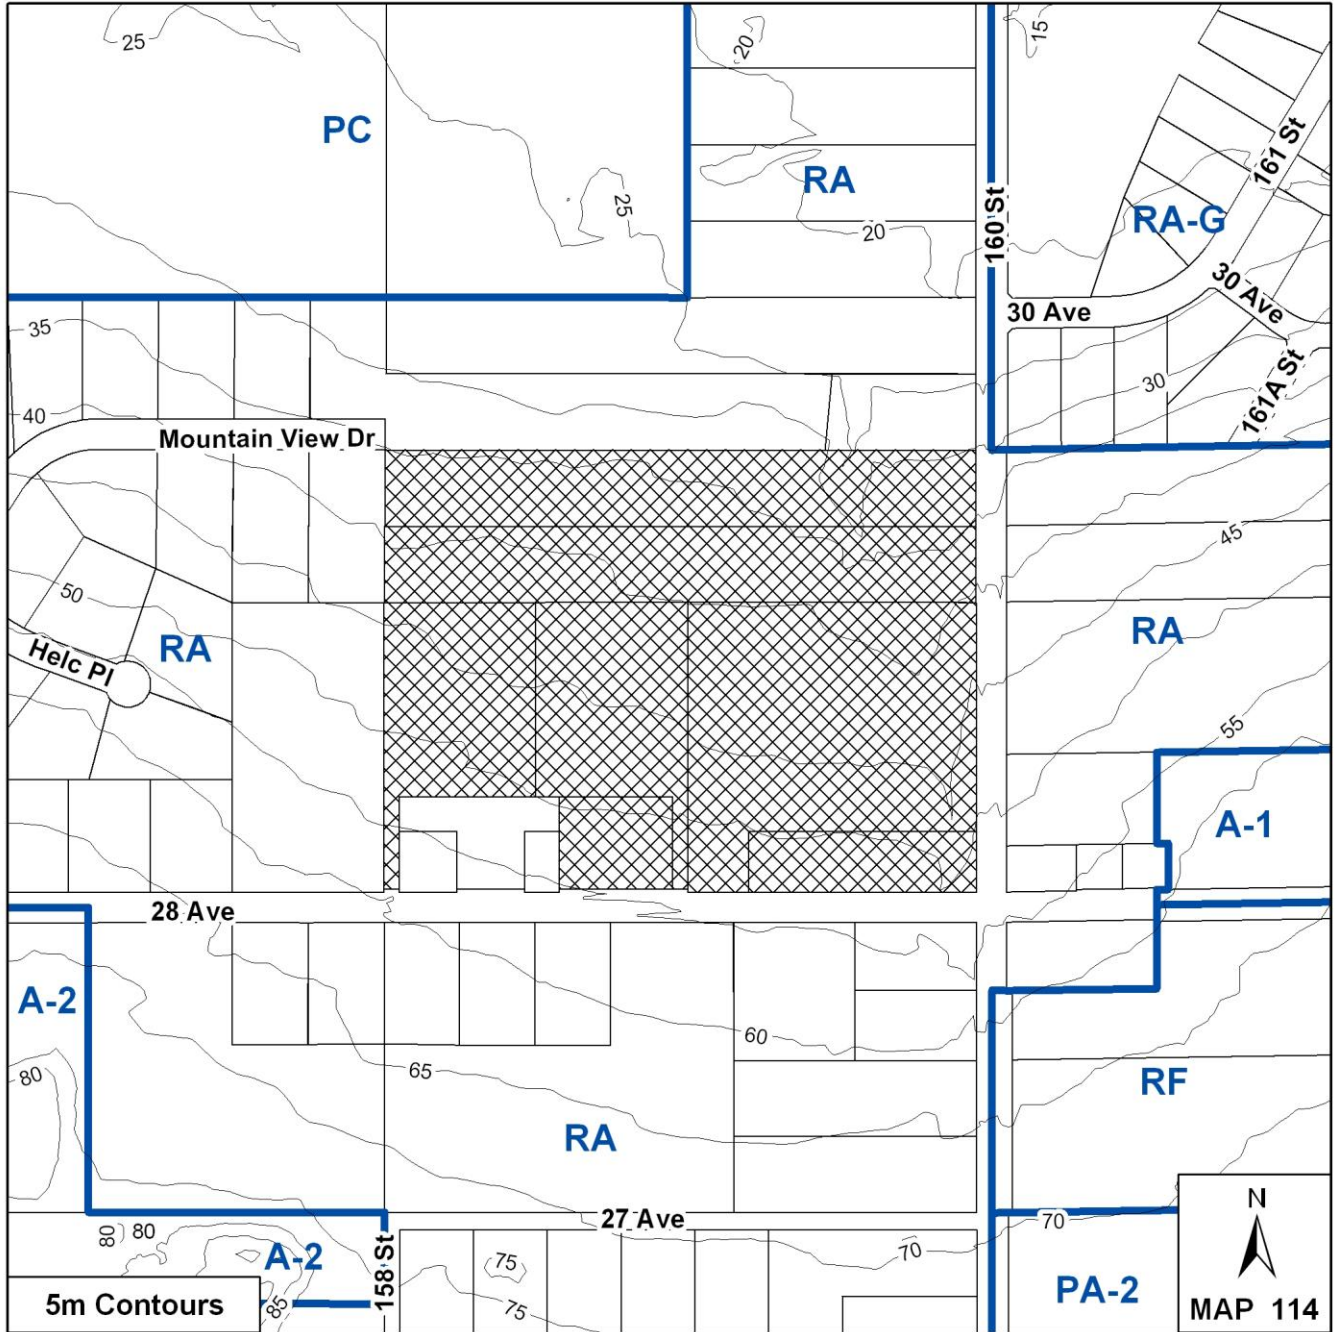 25
20
15
PC
RA
161 St
25
160 St
RA-G
20
30 Ave
30 Ave
35
30
161A St
40
Mountain View Dr
45
50
RA
RA
Helc Pl
55
A-1
28 Ave
A-2
60
65
80
RF
RA
N
27 Ave
70
80
80
A-2
70
75
158 St
PA-2
5m Contours
85
75
MAP 114